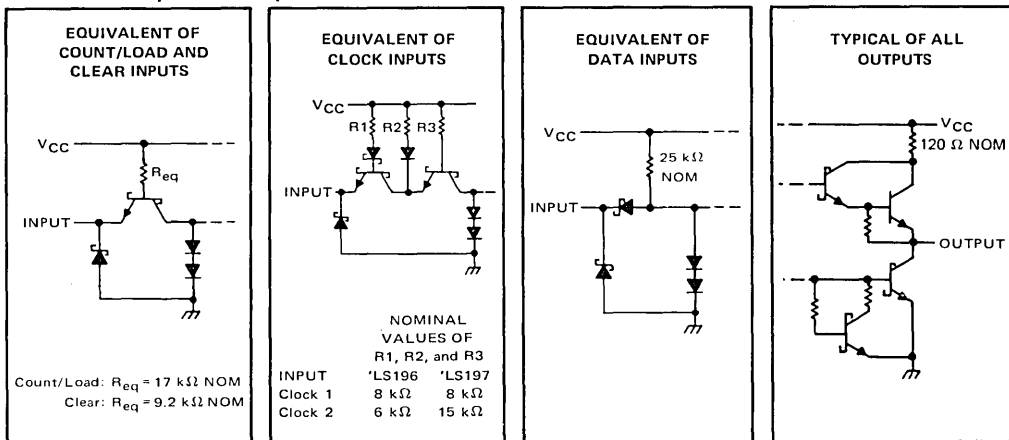 EQUIVALENT OF
COUNT/LOAD AND
CLEAR INPUTS
VCC
Req
INPUT
Count/Load: Req = 17 kΩ NOM
Clear: Req = 9.2 kΩ NOM
EQUIVALENT OF
CLOCK INPUTS
VCC
R1 R2 R3
INPUT
NOMINAL
VALUES OF
R1, R2, and R3
INPUT 'LS196 'LS197
Clock 1 8 kΩ 8 kΩ
Clock 2 6 kΩ 15 kΩ
EQUIVALENT OF
DATA INPUTS
VCC
25 kΩ
NOM
INPUT
TYPICAL OF ALL
OUTPUTS
VCC
120 Ω NOM
OUTPUT